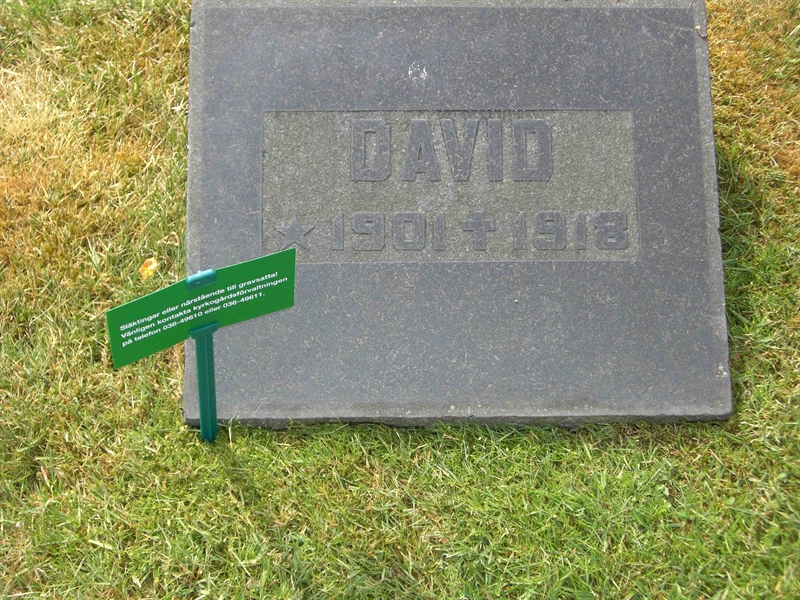 DAVID
★ 1901 ✝ 1918
Släktingar eller närstående till gravsatta!
Vänligen kontakta kyrkogårdsförvaltningen
på telefon 036-49610 eller 036-49611.